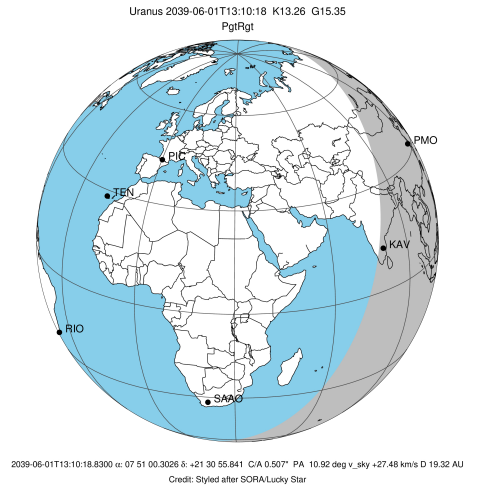 Uranus 2039-06-01T13:10:18 K13.26 G15.35
PgtRgt
PMO
PIC
TEN
KAV
RIO
SAAO
2039-06-01T13:10:18.8300 α: 07 51 00.3026 δ: +21 30 55.841 C/A 0.507" PA 10.92 deg v_sky +27.48 km/s D 19.32 AU
Credit: Styled after SORA/Lucky Star